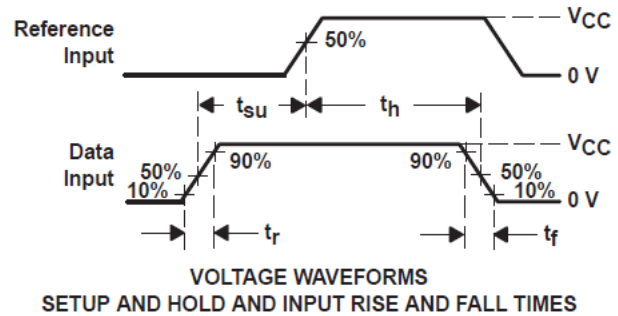 Reference
Input
VCC
50%
0 V
tsu
th
Data
Input
VCC
50%
90%
90%
50%
10%
10%
0 V
tr
tf
VOLTAGE WAVEFORMS
SETUP AND HOLD AND INPUT RISE AND FALL TIMES